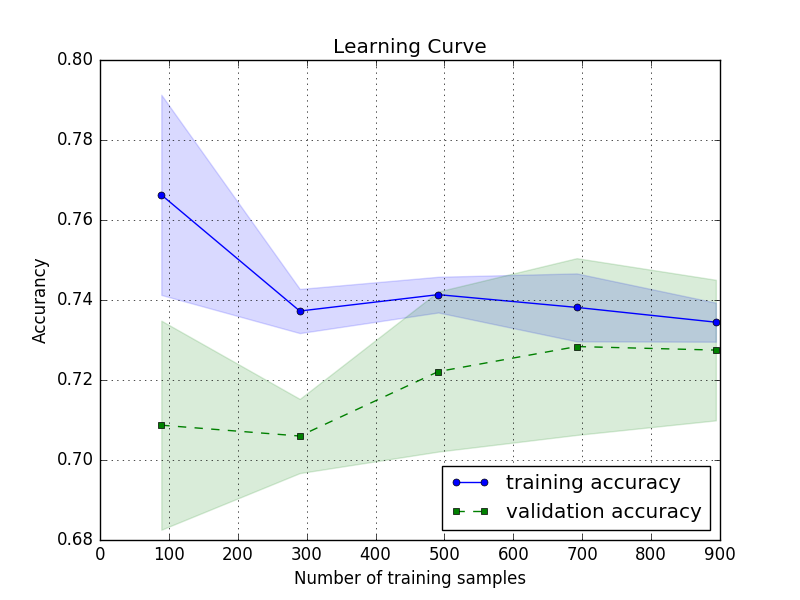 Learning Curve
0.80
0.78
0.76
0.74
0.72
0.70
0.68
Accurancy
0 100 200 300 400 500 600 700 800 900
Number of training samples
training accuracy
validation accuracy